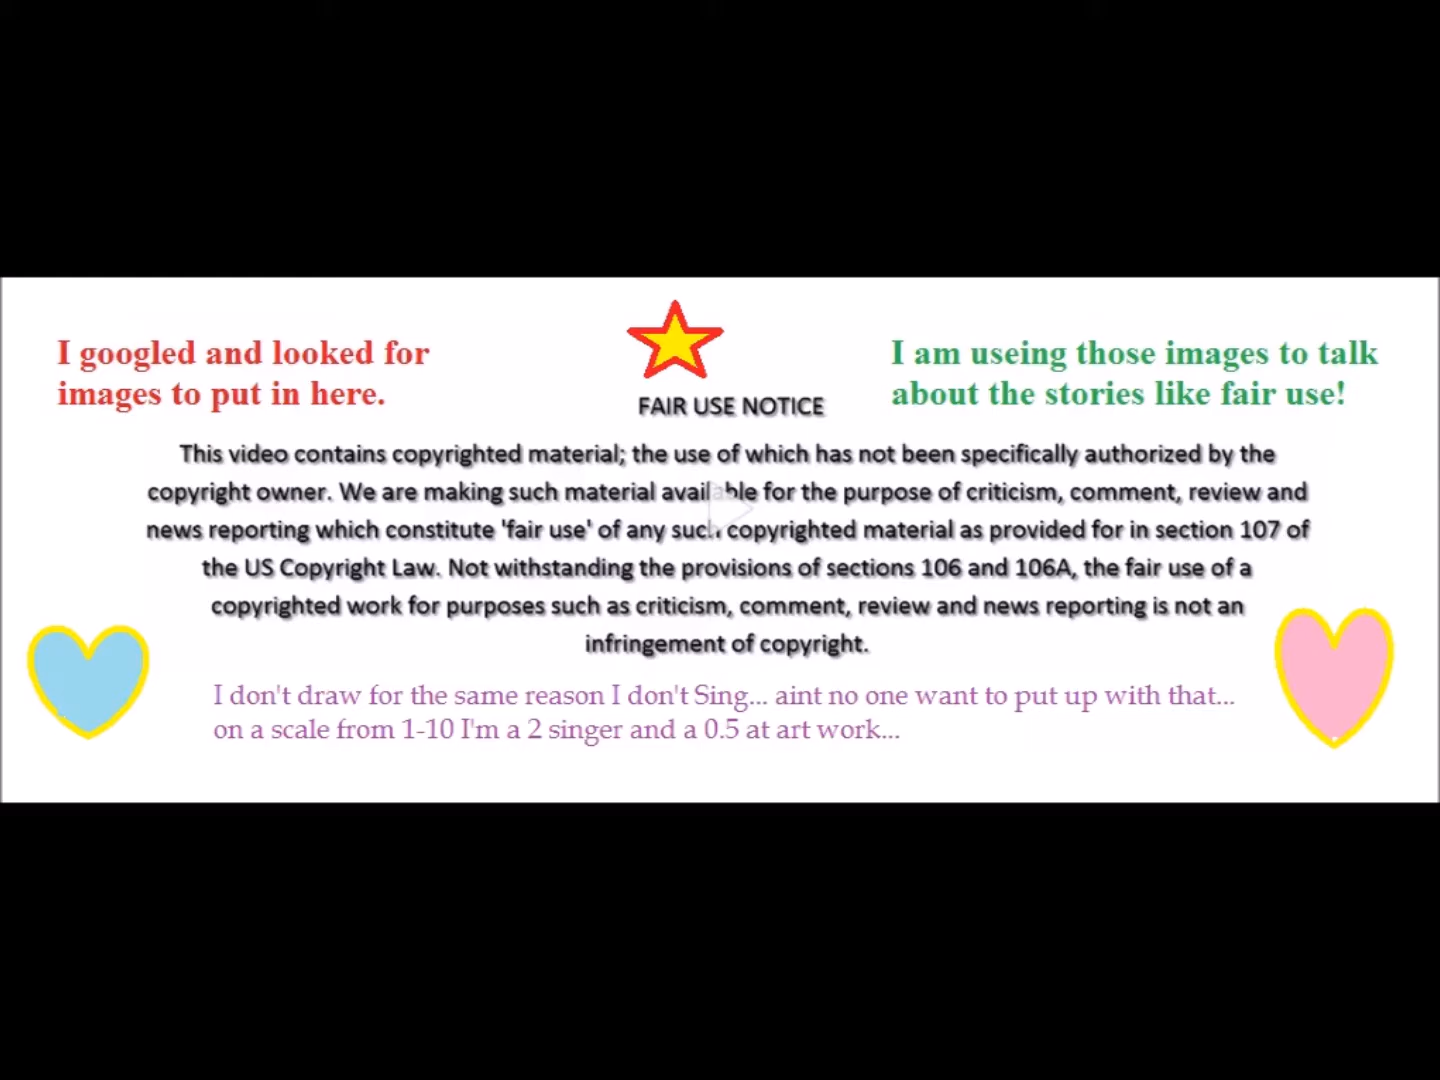 I googled and looked for
images to put in here.
I am useing those images to talk
about the stories like fair use!
FAIR USE NOTICE
This video contains copyrighted material; the use of which has not been specifically authorized by the
copyright owner. We are making such material available for the purpose of criticism, comment, review and
news reporting which constitute 'fair use' of any such copyrighted material as provided for in section 107 of
the US Copyright Law. Not withstanding the provisions of sections 106 and 106A, the fair use of a
copyrighted work for purposes such as criticism, comment, review and news reporting is not an
infringement of copyright.
I don't draw for the same reason I don't Sing... aint no one want to put up with that...
on a scale from 1-10 I'm a 2 singer and a 0.5 at art work...